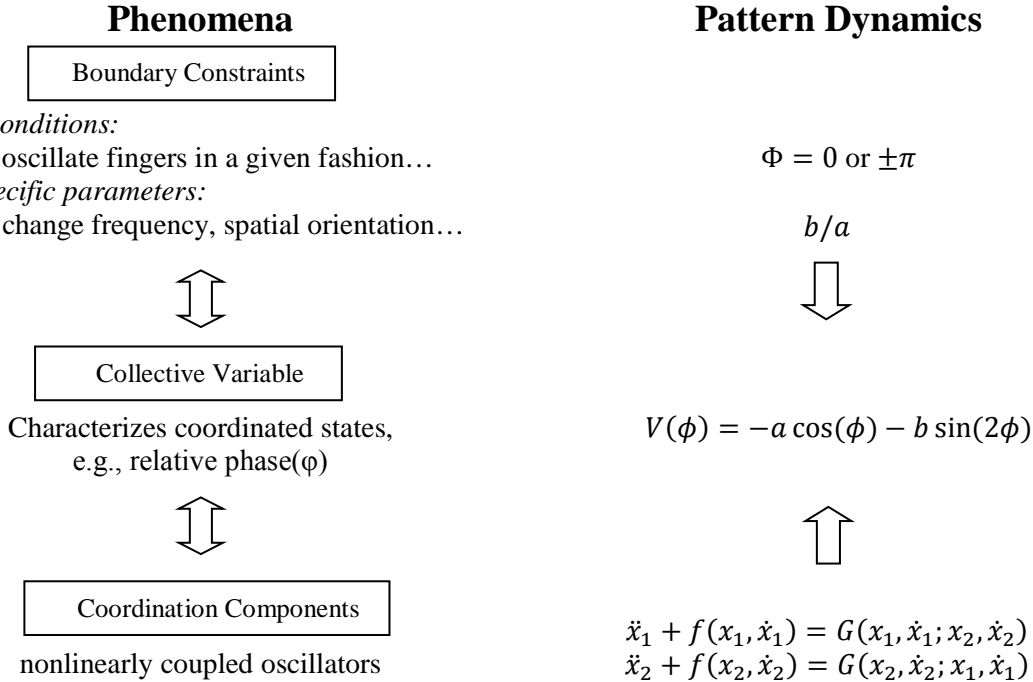 Phenomena
Pattern Dynamics
Boundary Constraints
onditions:
oscillate fingers in a given fashion…
Φ = 0 or ±π
ecific parameters:
change frequency, spatial orientation…
b/a
Collective Variable
Characterizes coordinated states,
e.g., relative phase(φ)
V(ϕ) = −a cos(ϕ) − b sin(2ϕ)
Coordination Components
nonlinearly coupled oscillators
ẍ₁ + f(x₁, ẋ₁) = G(x₁, ẋ₁; x₂, ẋ₂)
ẍ₂ + f(x₂, ẋ₂) = G(x₂, ẋ₂; x₁, ẋ₁)